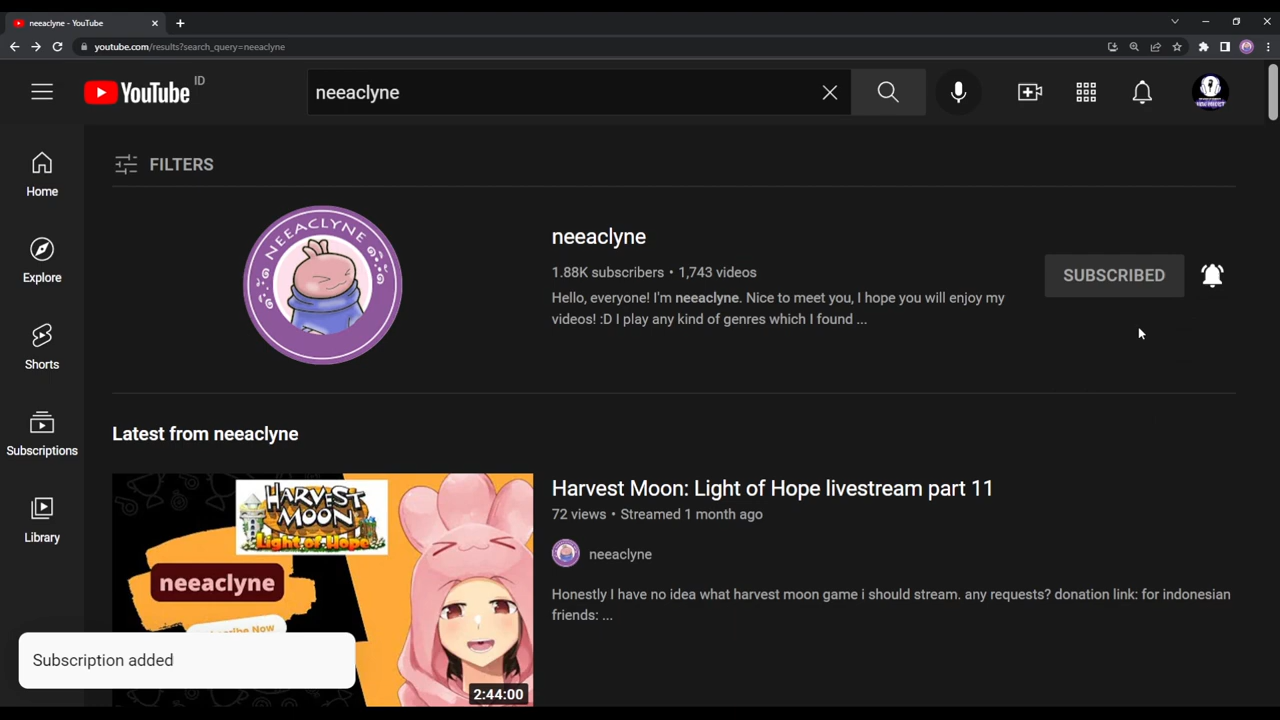 neeaclyne - YouTube
youtube.com/results?search_query=neeaclyne
YouTube ID
neeaclyne
FILTERS
Home
Explore
Shorts
Subscriptions
Library
NEEACLYNE
neeaclyne
1.88K subscribers • 1,743 videos
Hello, everyone! I'm neeaclyne. Nice to meet you, I hope you will enjoy my
videos! :D I play any kind of genres which I found ...
SUBSCRIBED
Latest from neeaclyne
HARVEST
MOON
Light of Hope
neeaclyne
Subscribe Now
2:44:00
Harvest Moon: Light of Hope livestream part 11
72 views • Streamed 1 month ago
neeaclyne
Honestly I have no idea what harvest moon game i should stream. any requests? donation link: for indonesian
friends: ...
Subscription added